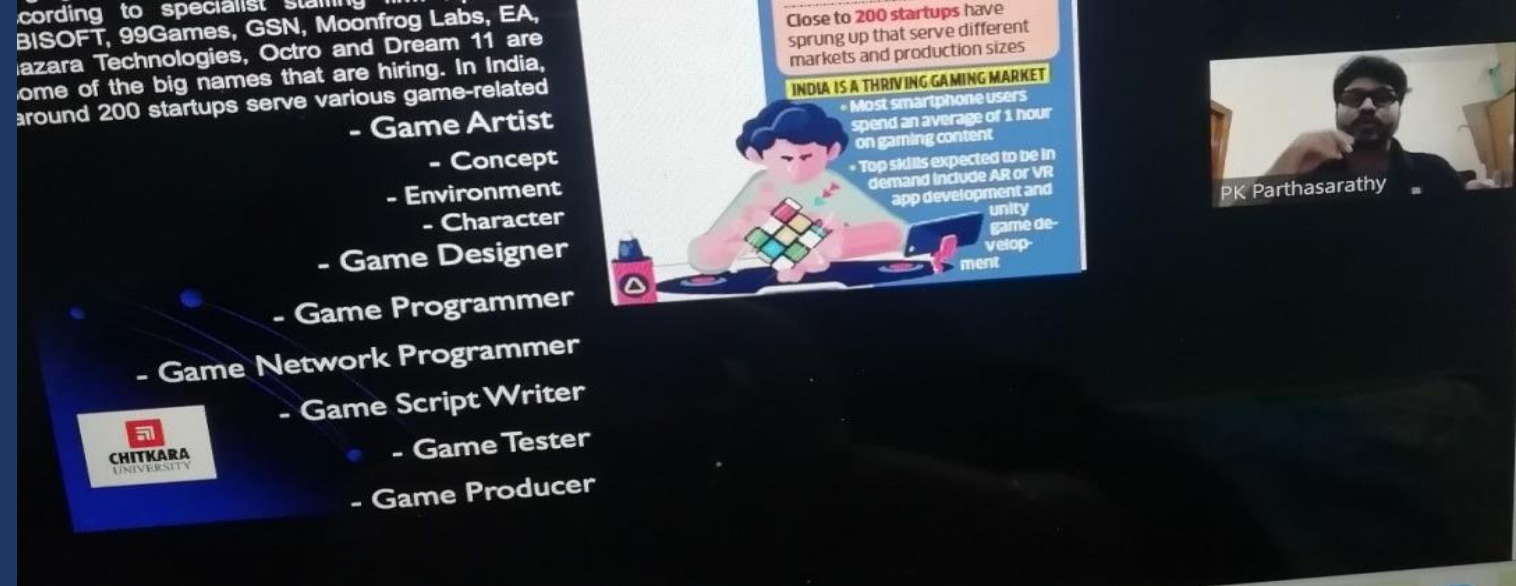 cording to specialist staffing
BISOFT, 99Games, GSN, Moonfrog Labs, EA,
azara Technologies, Octro and Dream 11 are
ome of the big names that are hiring. In India,
around 200 startups serve various game-related
- Game Artist
- Concept
- Environment
- Character
- Game Designer
- Game Programmer
- Game Network Programmer
- Game Script Writer
- Game Tester
- Game Producer
CHITKARA
UNIVERSITY
Close to 200 startups have
sprung up that serve different
markets and production sizes
INDIA IS A THRIVING GAMING MARKET
• Most smartphone users
spend an average of 1 hour
on gaming content
• Top skills expected to be in
demand include AR or VR
app development and
unity
game de-
velop-
ment
PK Parthasarathy